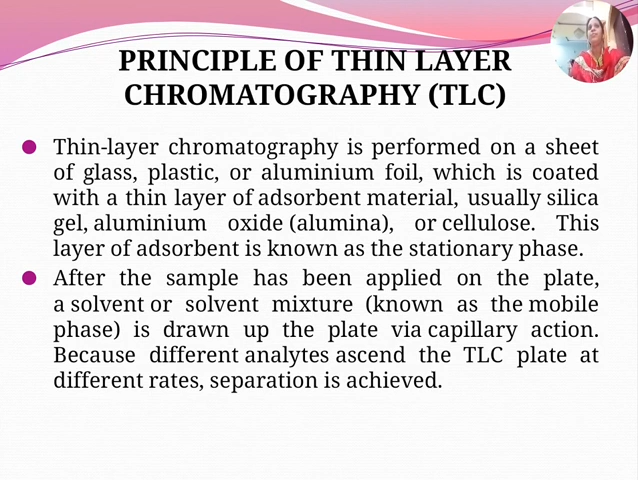 PRINCIPLE OF THIN LAYER
CHROMATOGRAPHY (TLC)
Thin-layer chromatography is performed on a sheet
of glass, plastic, or aluminium foil, which is coated
with a thin layer of adsorbent material, usually silica
gel, aluminium oxide (alumina), or cellulose. This
layer of adsorbent is known as the stationary phase.
After the sample has been applied on the plate,
a solvent or solvent mixture (known as the mobile
phase) is drawn up the plate via capillary action.
Because different analytes ascend the TLC plate at
different rates, separation is achieved.